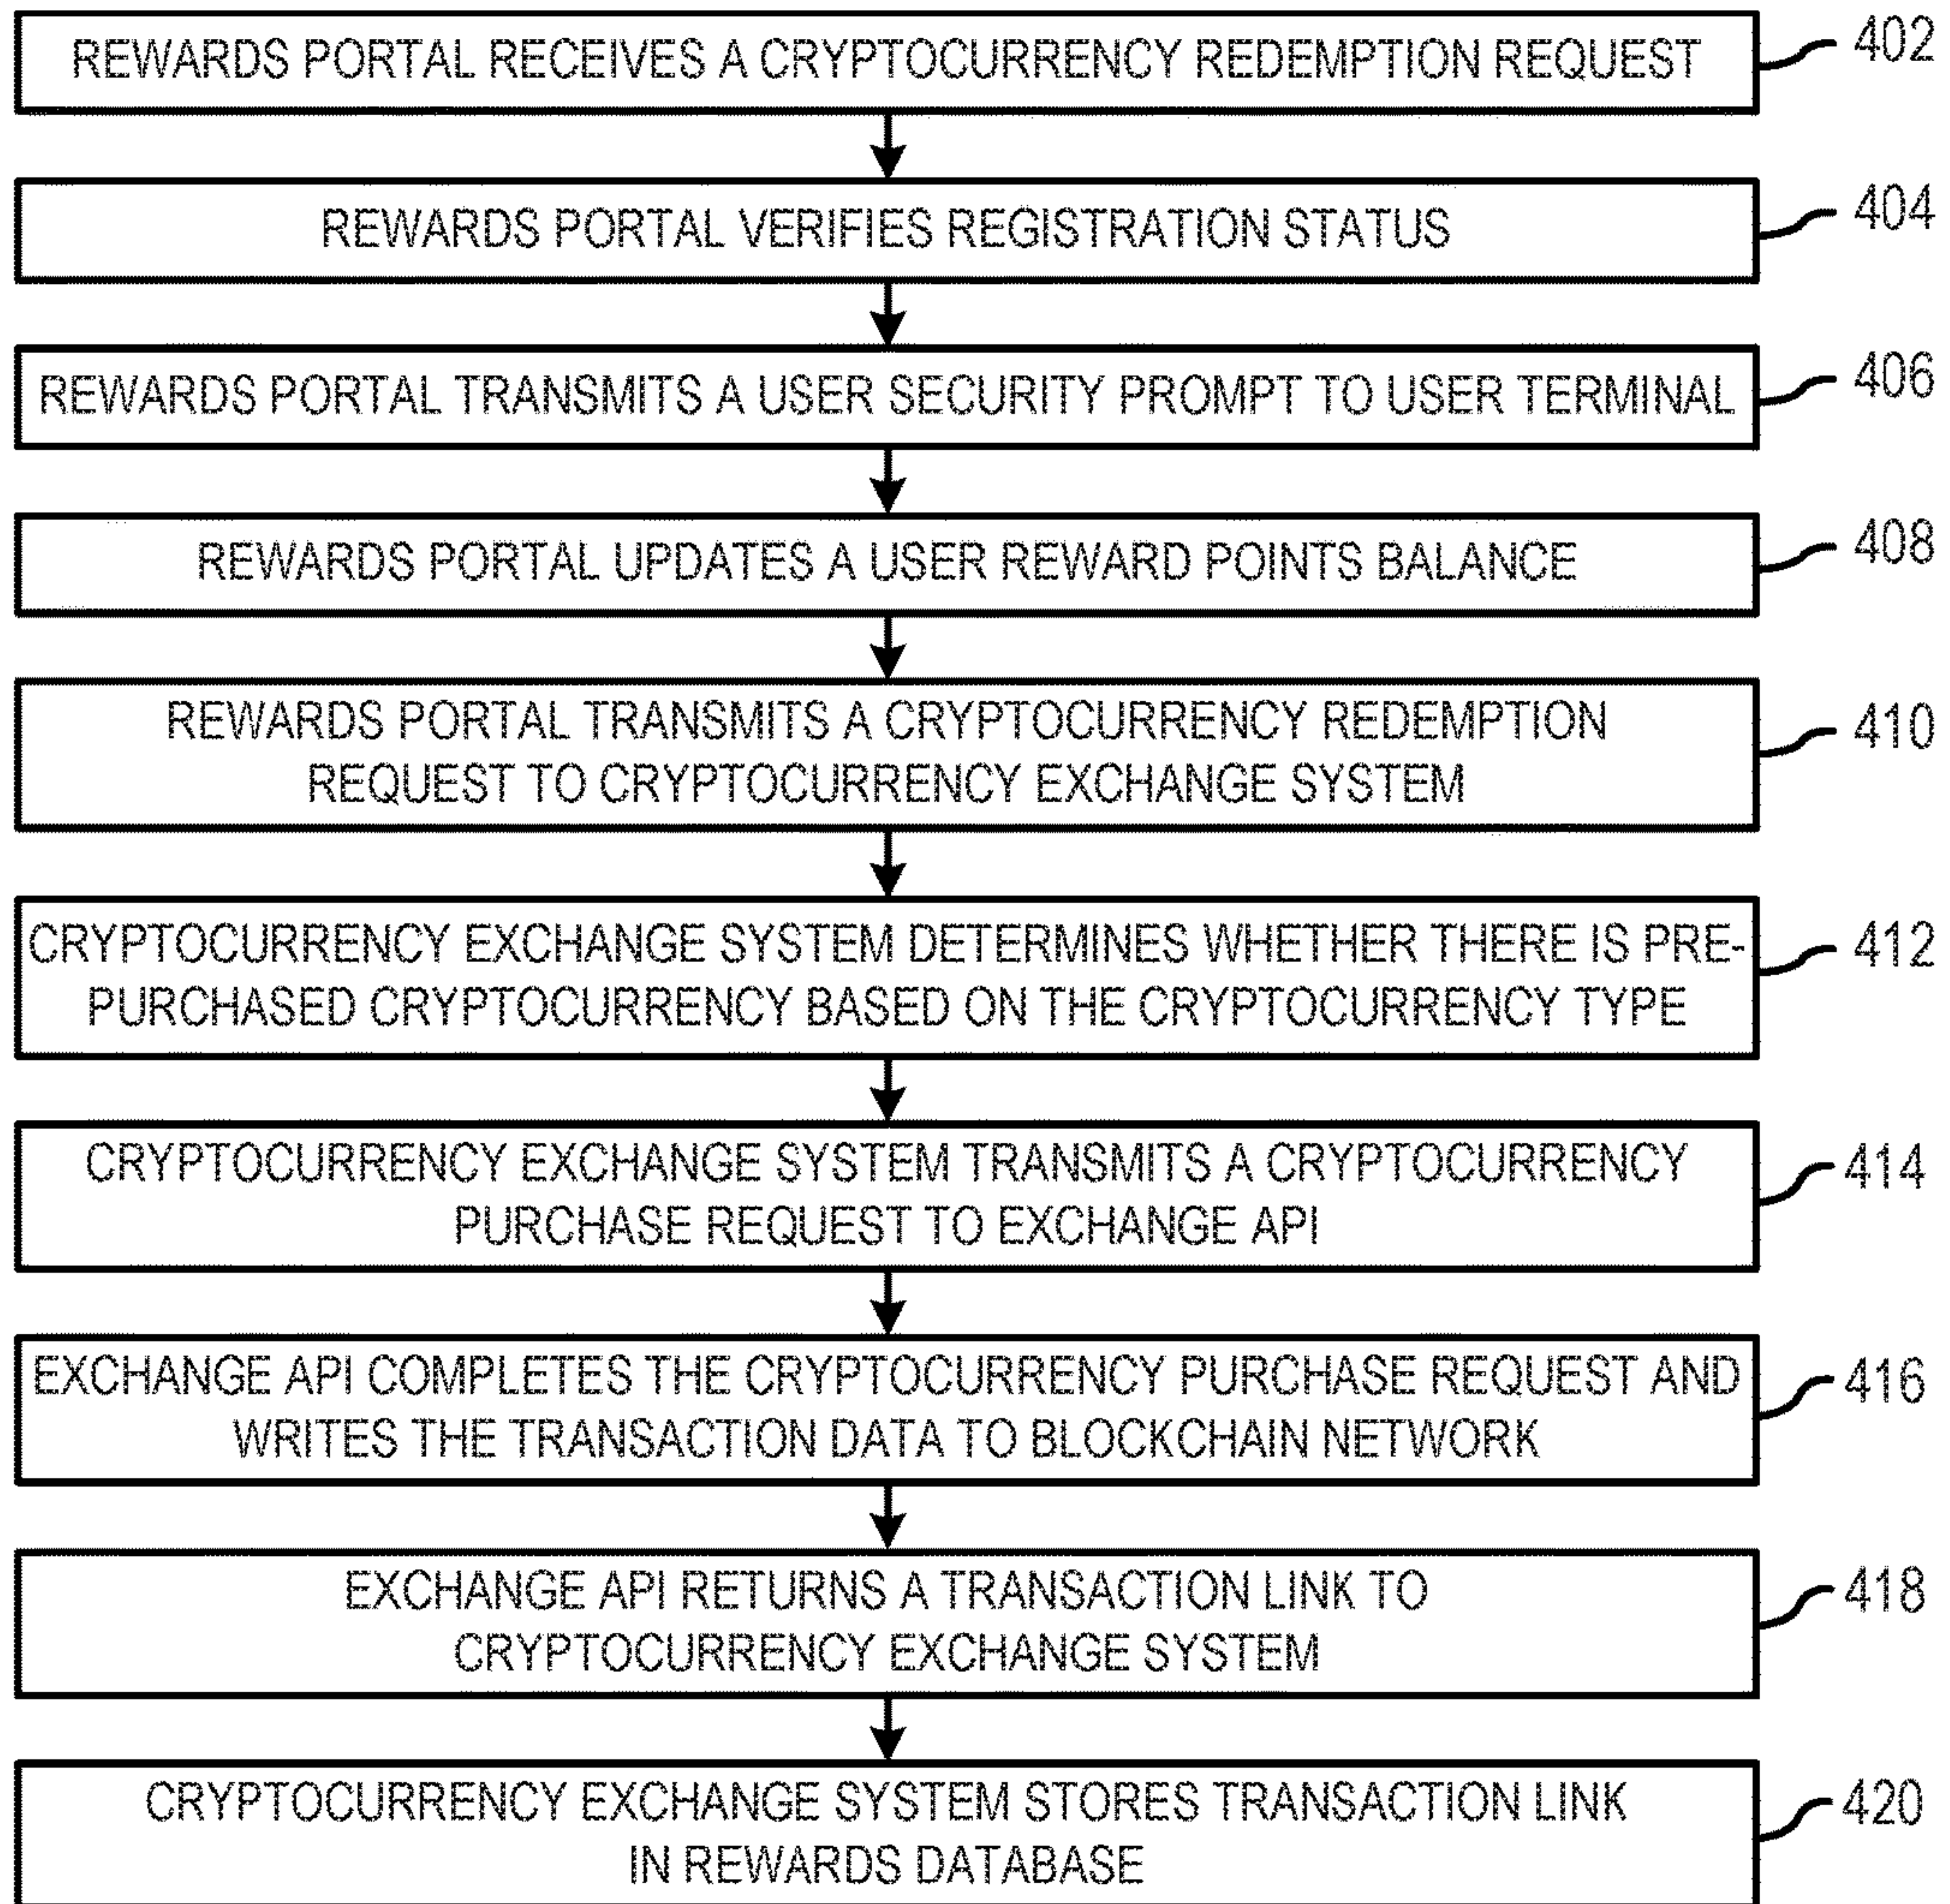 REWARDS PORTAL RECEIVES A CRYPTOCURRENCY REDEMPTION REQUEST
402
REWARDS PORTAL VERIFIES REGISTRATION STATUS
404
REWARDS PORTAL TRANSMITS A USER SECURITY PROMPT TO USER TERMINAL
406
REWARDS PORTAL UPDATES A USER REWARD POINTS BALANCE
408
REWARDS PORTAL TRANSMITS A CRYPTOCURRENCY REDEMPTION
REQUEST TO CRYPTOCURRENCY EXCHANGE SYSTEM
410
CRYPTOCURRENCY EXCHANGE SYSTEM DETERMINES WHETHER THERE IS PRE-
PURCHASED CRYPTOCURRENCY BASED ON THE CRYPTOCURRENCY TYPE
412
CRYPTOCURRENCY EXCHANGE SYSTEM TRANSMITS A CRYPTOCURRENCY
PURCHASE REQUEST TO EXCHANGE API
414
EXCHANGE API COMPLETES THE CRYPTOCURRENCY PURCHASE REQUEST AND
WRITES THE TRANSACTION DATA TO BLOCKCHAIN NETWORK
416
EXCHANGE API RETURNS A TRANSACTION LINK TO
CRYPTOCURRENCY EXCHANGE SYSTEM
418
CRYPTOCURRENCY EXCHANGE SYSTEM STORES TRANSACTION LINK
IN REWARDS DATABASE
420